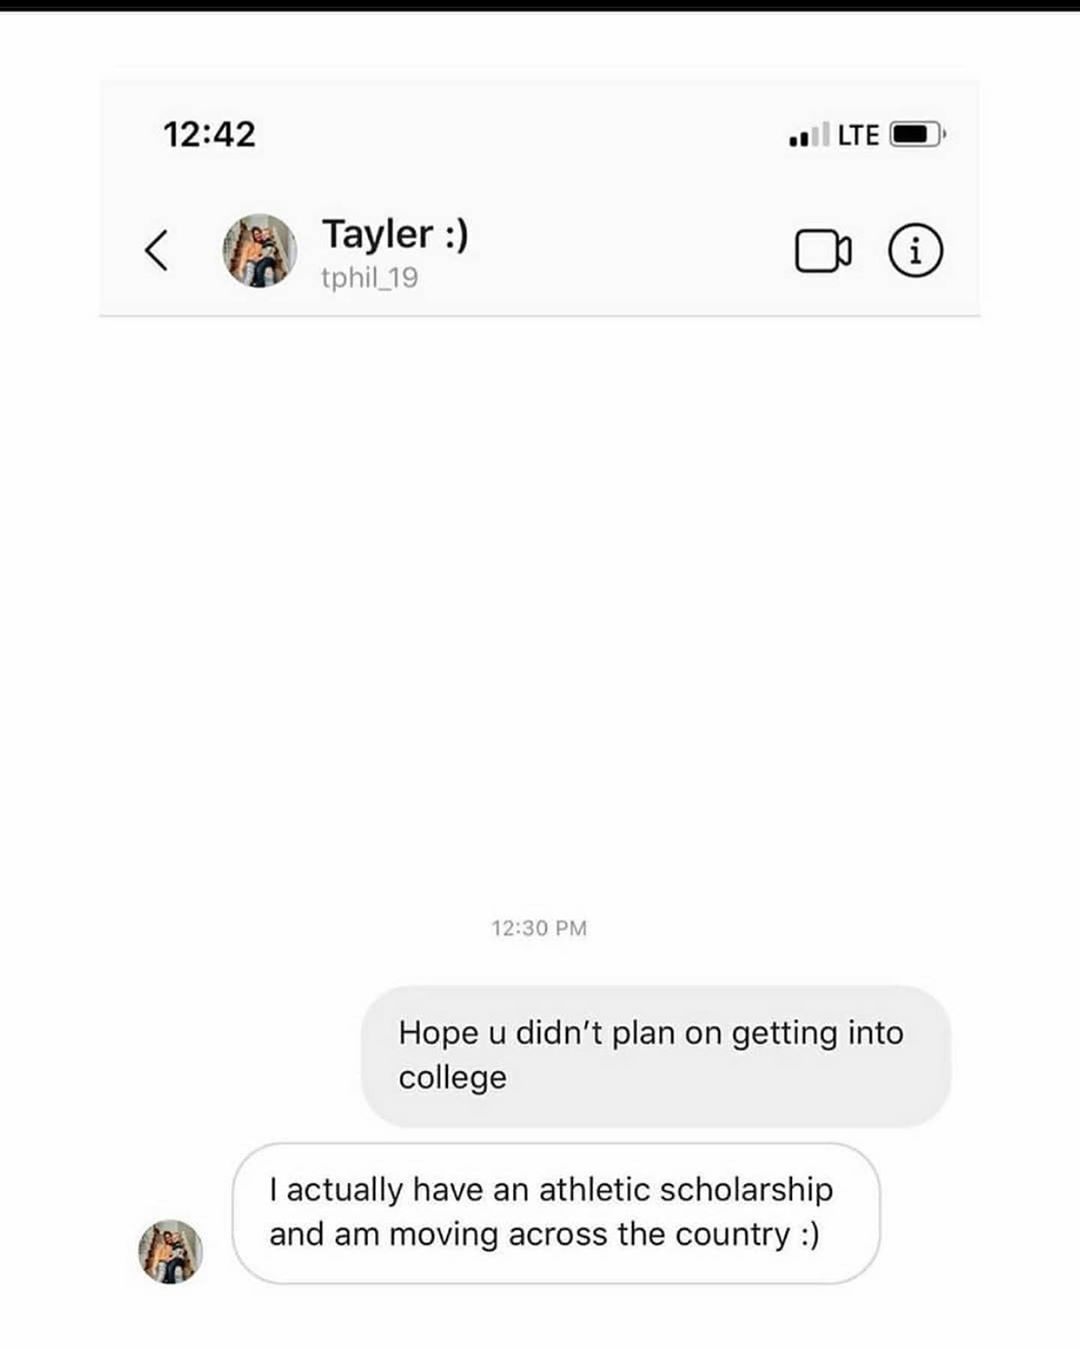 12:42
LTE
Tayler :)
tphil_19
12:30 PM
Hope u didn't plan on getting into
college
I actually have an athletic scholarship
and am moving across the country :)